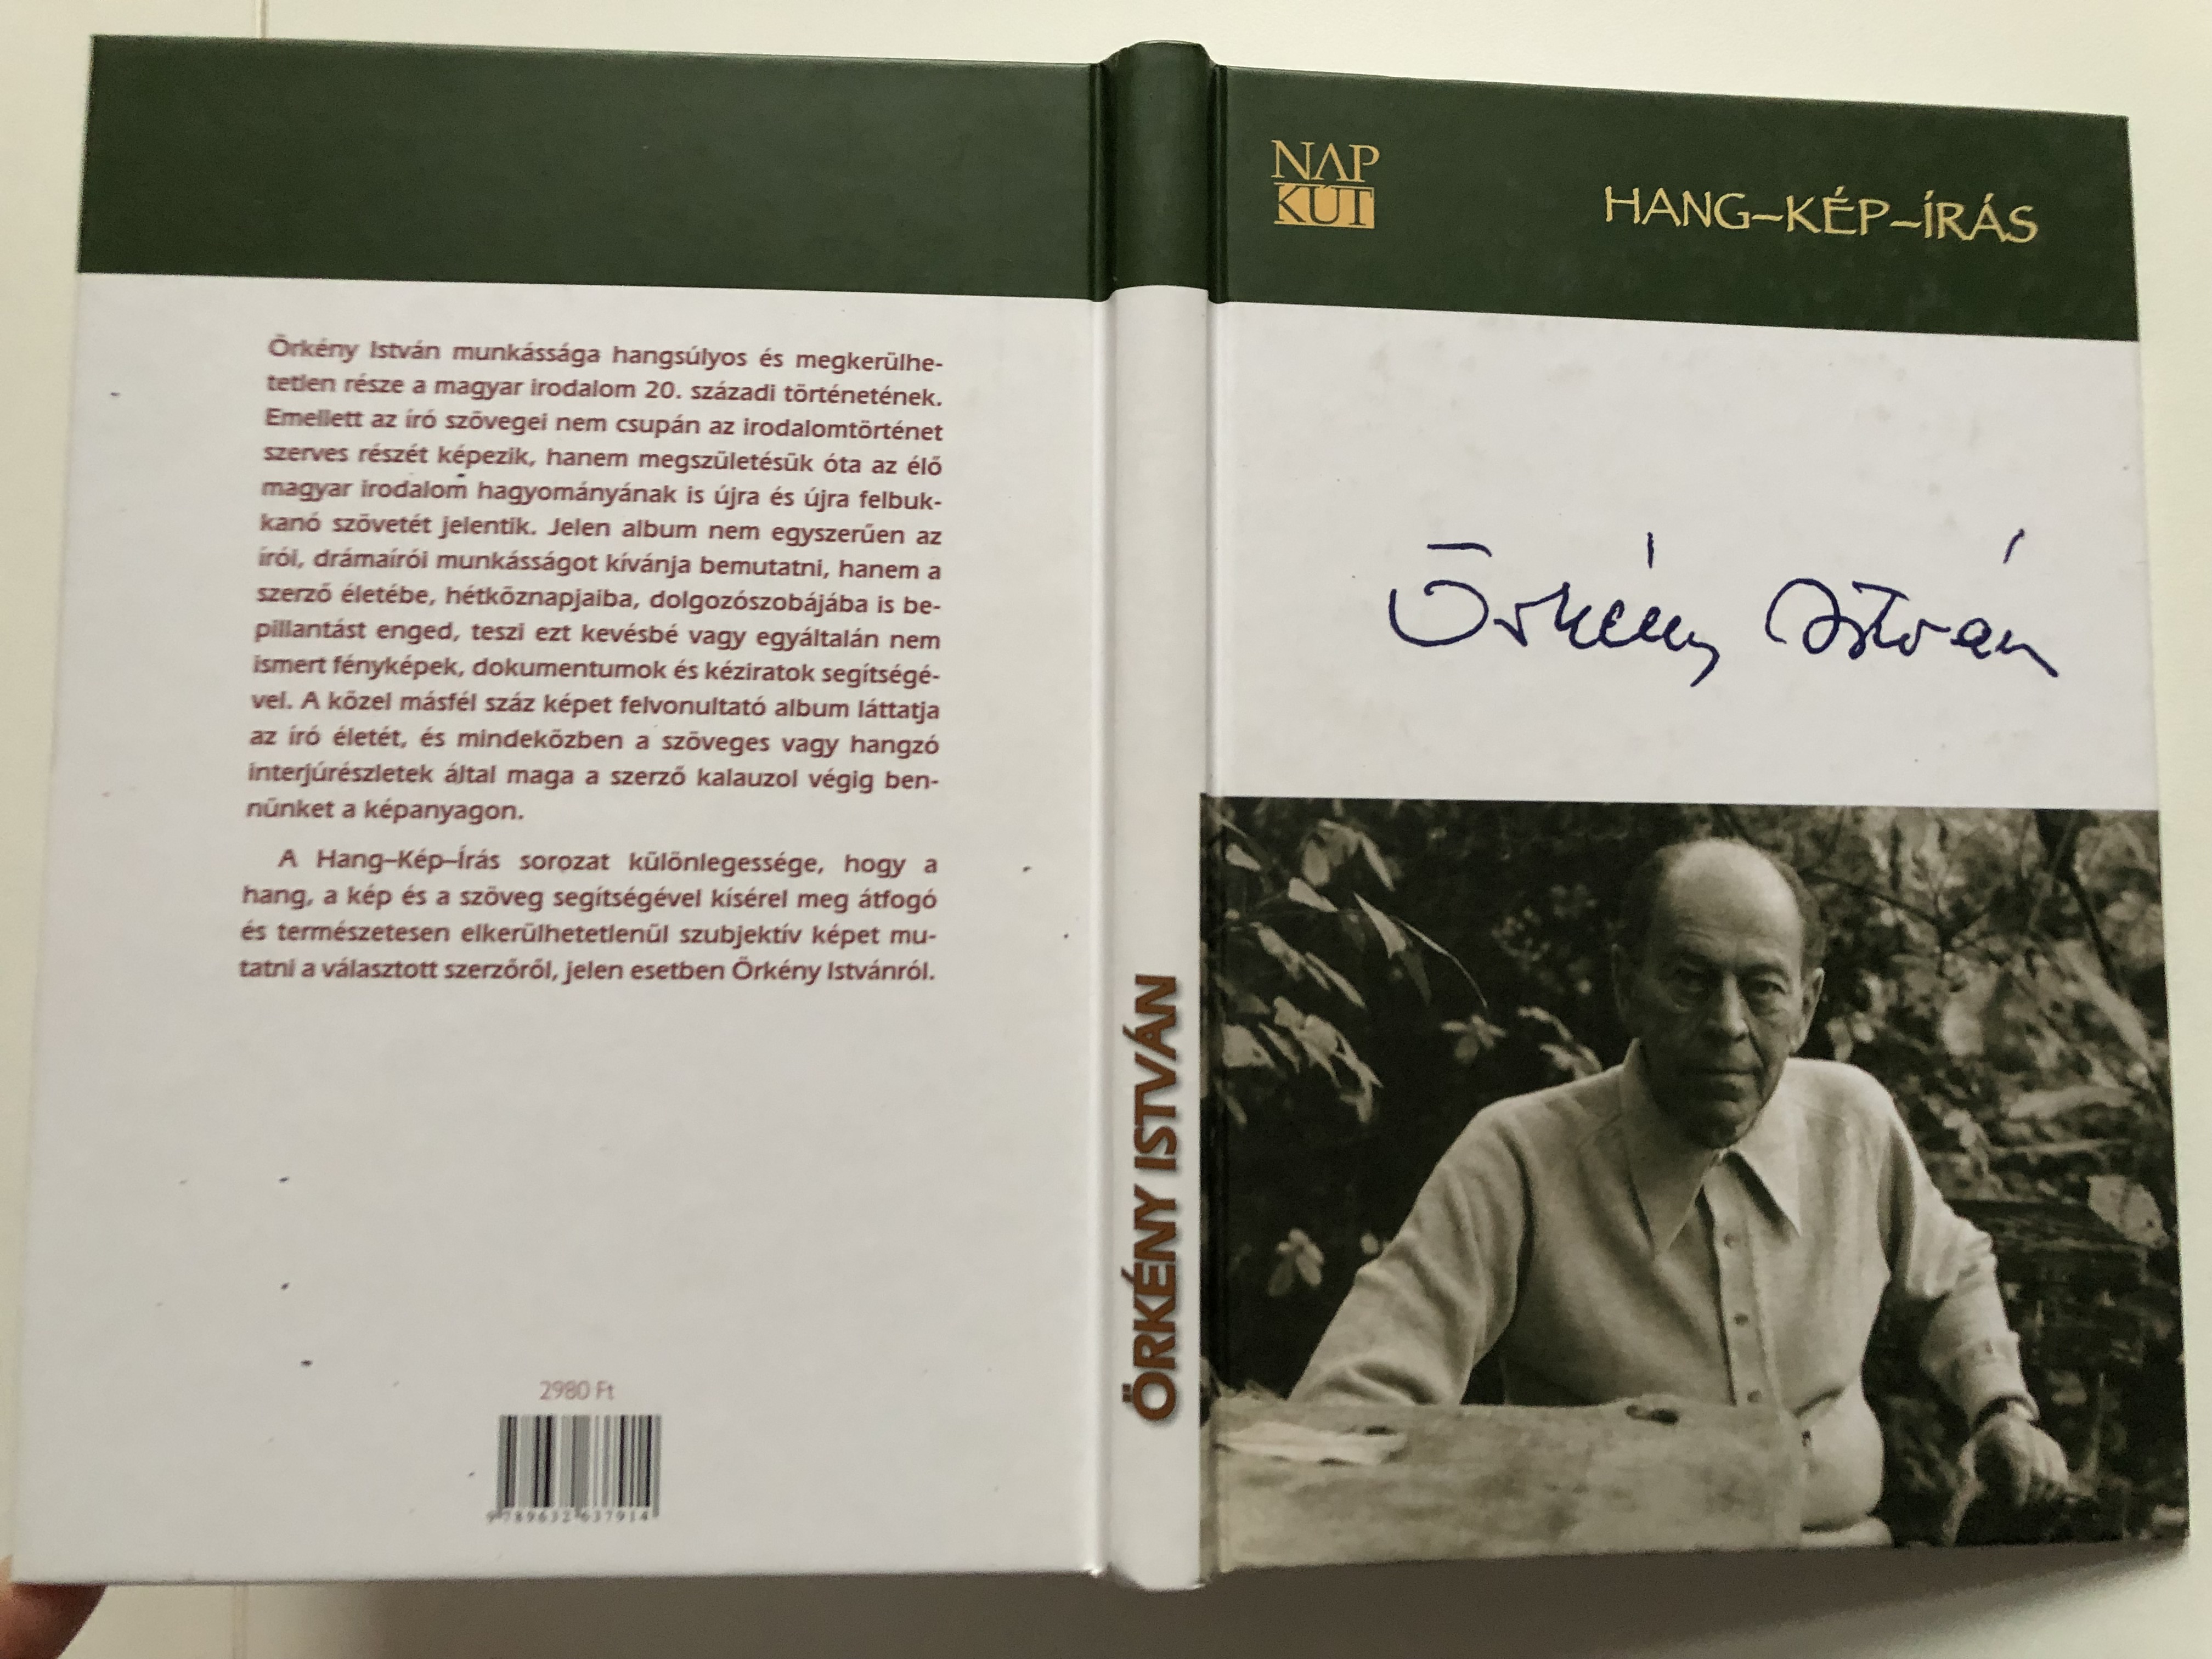 Örkény István munkássága hangsúlyos és megkerülhe-
tetlen része a magyar irodalom 20. századi történetének.
Emellett az író szövegei nem csupán az irodalomtörténet
szerves részét képezik, hanem megszületésük óta az élő
magyar irodalom hagyományának is újra és újra felbuk-
kanó szövetét jelentik. Jelen album nem egyszerűen az
írói, drámaírói munkásságot kívánja bemutatni, hanem a
szerző életébe, hétköznapjaiba, dolgozószobájába is be-
pillantást enged, teszi ezt kevésbé vagy egyáltalán nem
ismert fényképek, dokumentumok és kéziratok segítségé-
vel. A közel másfél száz képet felvonultató album láttatja
az író életét, és mindeközben a szöveges vagy hangzó
interjúrészletek által maga a szerző kalauzol végig ben-
nünket a képanyagon.
A Hang–Kép–Írás sorozat különlegessége, hogy a
hang, a kép és a szöveg segítségével kísérel meg átfogó
és természetesen elkerülhetetlenül szubjektív képet mu-
tatni a választott szerzőről, jelen esetben Örkény Istvánról.
2980 Ft
9 789632 637914
ÖRKÉNY ISTVÁN
NAP
KÚT
HANG–KÉP–ÍRÁS
Örkény István